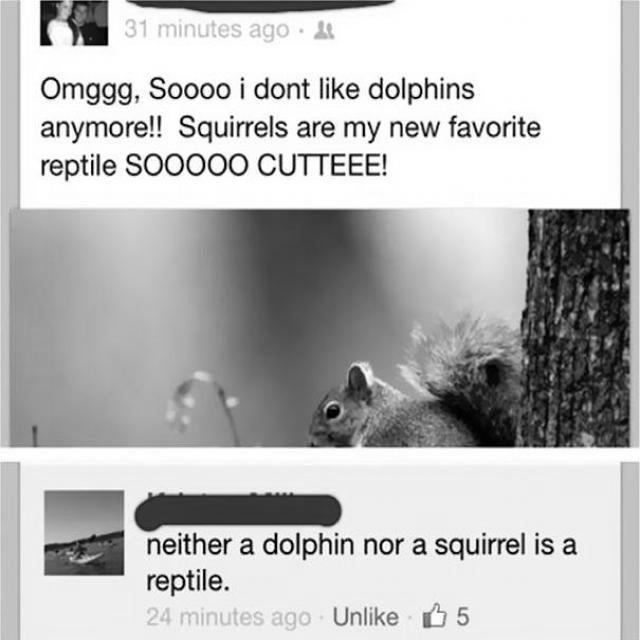 31 minutes ago ·
Omggg, Soooo i dont like dolphins
anymore!! Squirrels are my new favorite
reptile SOOOOO CUTTEEE!
neither a dolphin nor a squirrel is a
reptile.
24 minutes ago · Unlike · 5